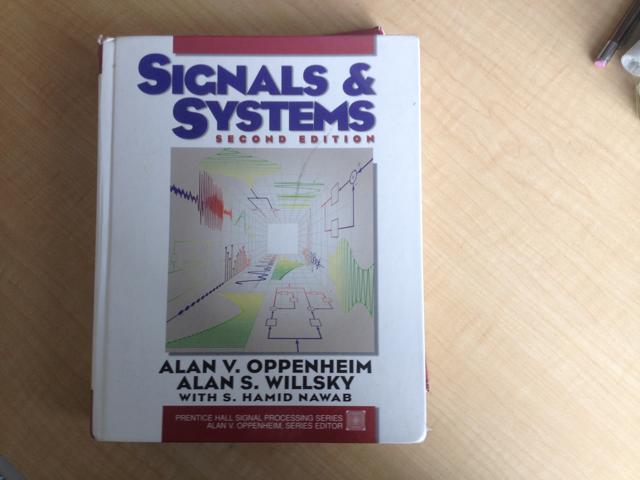 SIGNALS &
SYSTEMS
SECOND EDITION
ALAN V. OPPENHEIM
ALAN S. WILLSKY
WITH S. HAMID NAWAB
PRENTICE HALL SIGNAL PROCESSING SERIES
ALAN V. OPPENHEIM, SERIES EDITOR